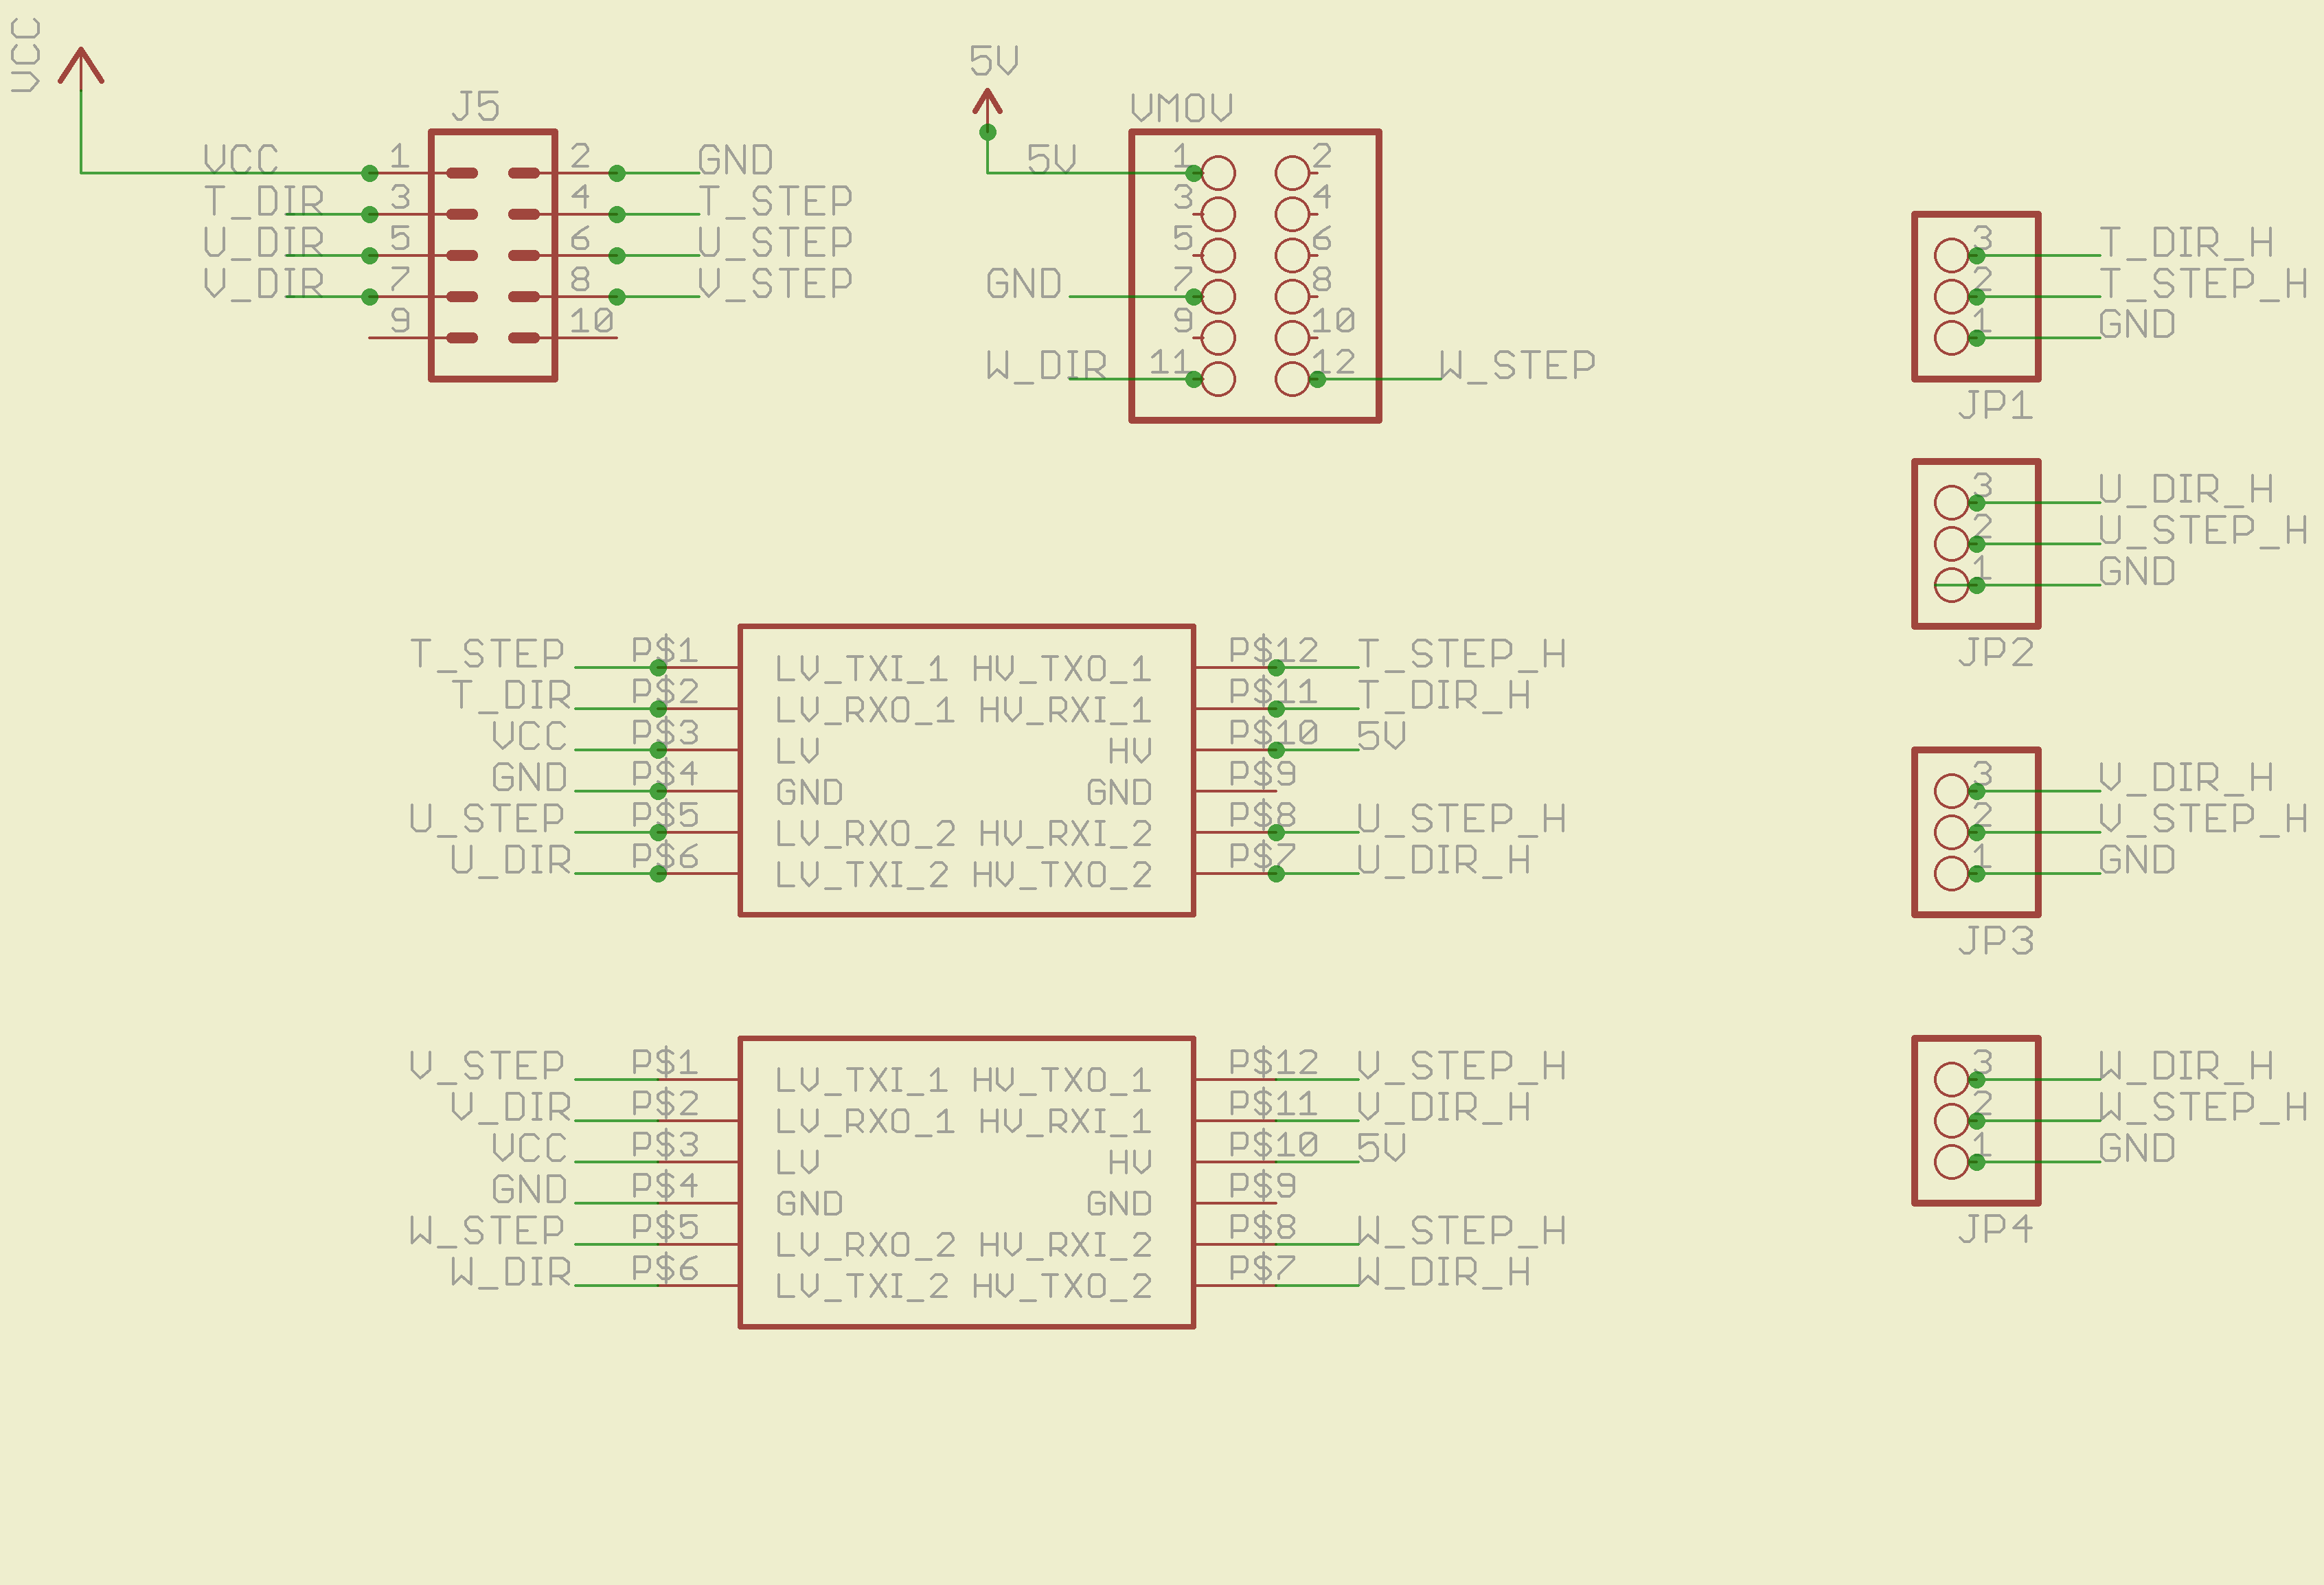 VCC
J5
VCC 1 2 GND
T_DIR 3 4 T_STEP
U_DIR 5 6 U_STEP
V_DIR 7 8 V_STEP
9 10
5V
VMOV
5V 1 2
3 4
5 6
GND 7 8
9 10
W_DIR 11 12 W_STEP
3 T_DIR_H
2 T_STEP_H
1 GND
JP1
3 U_DIR_H
2 U_STEP_H
1 GND
JP2
T_STEP P$1 LV_TXI_1 HV_TXO_1 P$12 T_STEP_H
T_DIR P$2 LV_RXO_1 HV_RXI_1 P$11 T_DIR_H
VCC P$3 LV HV P$10 5V
GND P$4 GND GND P$9
U_STEP P$5 LV_RXO_2 HV_RXI_2 P$8 U_STEP_H
U_DIR P$6 LV_TXI_2 HV_TXO_2 P$7 U_DIR_H
3 V_DIR_H
2 V_STEP_H
1 GND
JP3
V_STEP P$1 LV_TXI_1 HV_TXO_1 P$12 V_STEP_H
V_DIR P$2 LV_RXO_1 HV_RXI_1 P$11 V_DIR_H
VCC P$3 LV HV P$10 5V
GND P$4 GND GND P$9
W_STEP P$5 LV_RXO_2 HV_RXI_2 P$8 W_STEP_H
W_DIR P$6 LV_TXI_2 HV_TXO_2 P$7 W_DIR_H
3 W_DIR_H
2 W_STEP_H
1 GND
JP4